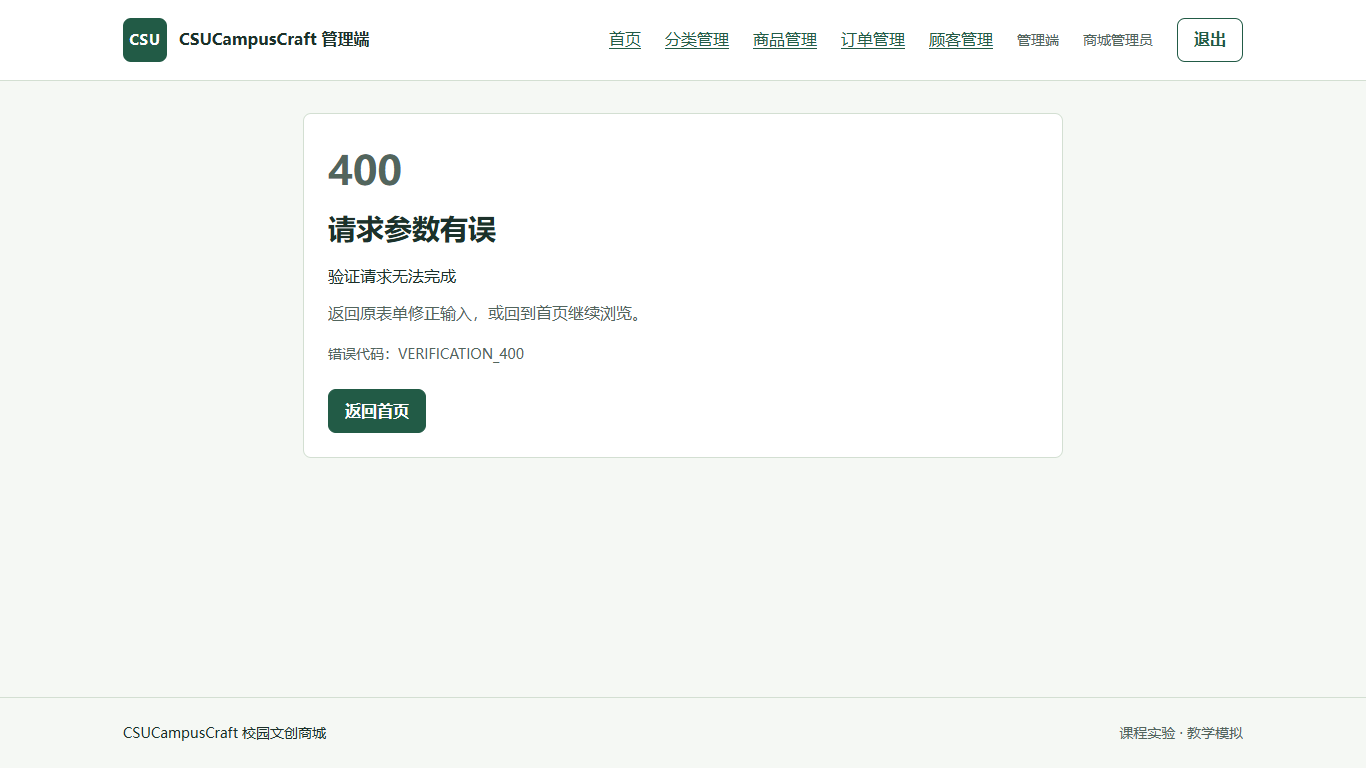 CSU CSUCampusCraft 管理端 首页 分类管理 商品管理 订单管理 顾客管理 管理端 商城管理员 退出
400
请求参数有误
验证请求无法完成
返回原表单修正输入，或回到首页继续浏览。
错误代码：VERIFICATION_400
返回首页
CSUCampusCraft 校园文创商城 课程实验 · 教学模拟